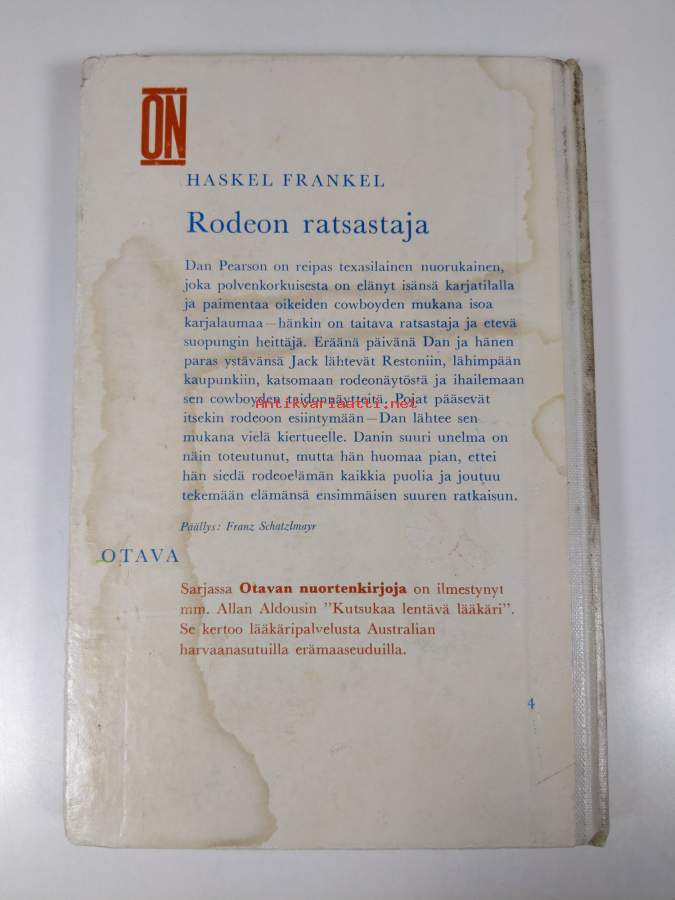 ON
HASKEL FRANKEL
Rodeon ratsastaja
Dan Pearson on reipas texasilainen nuorukainen,
joka polvenkorkuisesta on elänyt isänsä karjatilalla
ja paimentaa oikeiden cowboyden mukana isoa
karjalaumaa — hänkin on taitava ratsastaja ja etevä
suopungin heittäjä. Eräänä päivänä Dan ja hänen
paras ystävänsä Jack lähtevät Restoniin, lähimpään
kaupunkiin, katsomaan rodeonäytöstä ja ihailemaan
sen cowboyden taidonnäytteitä. Pojat pääsevät
Antikvariaatti.net
itsekin rodeoon esiintymään — Dan lähtee sen
mukana vielä kiertueelle. Danin suuri unelma on
näin toteutunut, mutta hän huomaa pian, ettei
hän siedä rodeoelämän kaikkia puolia ja joutuu
tekemään elämänsä ensimmäisen suuren ratkaisun.
Päällys: Franz Schatzlmayr
OTAVA
Sarjassa Otavan nuortenkirjoja on ilmestynyt
mm. Allan Aldousin "Kutsukaa lentävä lääkäri".
Se kertoo lääkäripalvelusta Australian
harvaanasutuilla erämaaseuduilla.
4